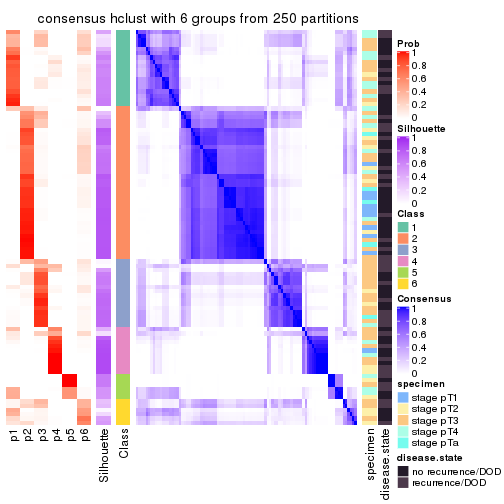 consensus hclust with 6 groups from 250 partitions
Prob
1
0.8
0.6
0.4
0.2
0
Silhouette
1
0.8
0.6
0.4
0.2
0
Class
1
2
3
4
5
6
Consensus
1
0.8
0.6
0.4
0.2
0
specimen
stage pT1
stage pT2
stage pT3
stage pT4
stage pTa
disease.state
no recurrence/DOD
recurrence/DOD
p1
p2
p3
p4
p5
p6
Silhouette
Class
specimen
disease.state